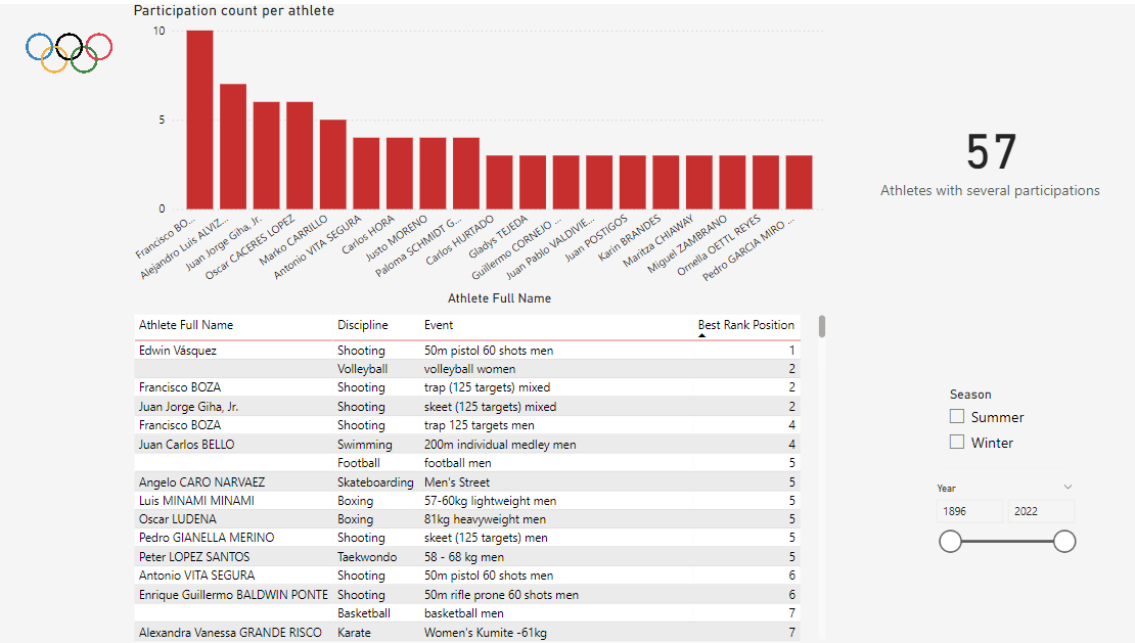 Participation count per athlete
10
5
0
Francisco BO...
Alejandro Luis ALVIZ...
Juan Jorge Giha, Jr.
Oscar CACERES LOPEZ
Marko CARRILLO
Antonio VITA SEGURA
Carlos HORA
Justo MORENO
Paloma SCHMIDT G...
Carlos HURTADO
Gladys TEJEDA
Guillermo CORNEJO ...
Juan Pablo VALDIVIE...
Juan POSTIGOS
Karin BRANDES
Maritza CHIAWAY
Miguel ZAMBRANO
Ornella OETTL REYES
Pedro GARCIA MIRO ...
Athlete Full Name
57
Athletes with several participations
Athlete Full Name Discipline Event Best Rank Position
Edwin Vásquez Shooting 50m pistol 60 shots men 1
Volleyball volleyball women 2
Francisco BOZA Shooting trap (125 targets) mixed 2
Juan Jorge Giha, Jr. Shooting skeet (125 targets) mixed 2
Francisco BOZA Shooting trap 125 targets men 4
Juan Carlos BELLO Swimming 200m individual medley men 4
Football football men 5
Angelo CARO NARVAEZ Skateboarding Men's Street 5
Luis MINAMI MINAMI Boxing 57-60kg lightweight men 5
Oscar LUDENA Boxing 81kg heavyweight men 5
Pedro GIANELLA MERINO Shooting skeet (125 targets) men 5
Peter LOPEZ SANTOS Taekwondo 58 - 68 kg men 5
Antonio VITA SEGURA Shooting 50m pistol 60 shots men 6
Enrique Guillermo BALDWIN PONTE Shooting 50m rifle prone 60 shots men 6
Basketball basketball men 7
Alexandra Vanessa GRANDE RISCO Karate Women's Kumite -61kg 7
Season
Summer
Winter
Year
1896 2022